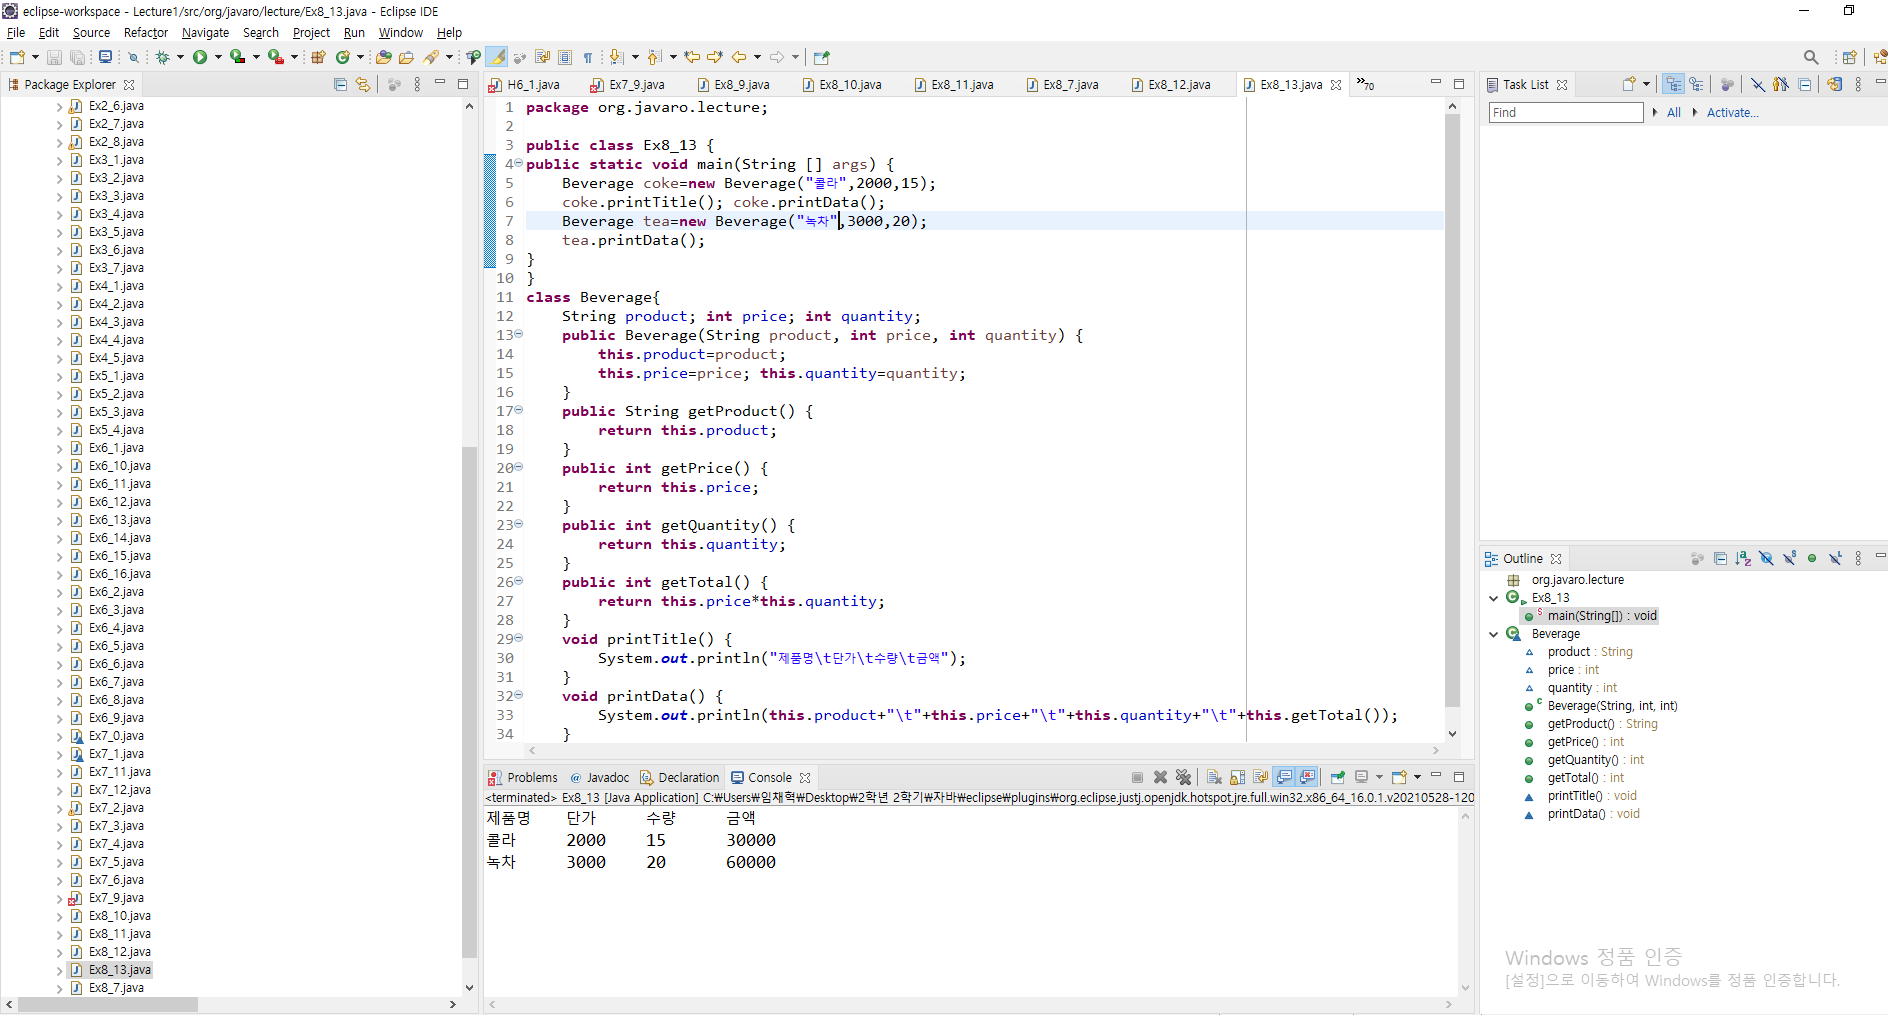 eclipse-workspace - Lecture1/src/org/javaro/lecture/Ex8_13.java - Eclipse IDE
File Edit Source Refactor Navigate Search Project Run Window Help
Package Explorer
Ex2_6.java
Ex2_7.java
Ex2_8.java
Ex3_1.java
Ex3_2.java
Ex3_3.java
Ex3_4.java
Ex3_5.java
Ex3_6.java
Ex3_7.java
Ex4_1.java
Ex4_2.java
Ex4_3.java
Ex4_4.java
Ex4_5.java
Ex5_1.java
Ex5_2.java
Ex5_3.java
Ex5_4.java
Ex6_1.java
Ex6_10.java
Ex6_11.java
Ex6_12.java
Ex6_13.java
Ex6_14.java
Ex6_15.java
Ex6_16.java
Ex6_2.java
Ex6_3.java
Ex6_4.java
Ex6_5.java
Ex6_6.java
Ex6_7.java
Ex6_8.java
Ex6_9.java
Ex7_0.java
Ex7_1.java
Ex7_11.java
Ex7_12.java
Ex7_2.java
Ex7_3.java
Ex7_4.java
Ex7_5.java
Ex7_6.java
Ex7_9.java
Ex8_10.java
Ex8_11.java
Ex8_12.java
Ex8_13.java
Ex8_7.java
H6_1.java Ex7_9.java Ex8_9.java Ex8_10.java Ex8_11.java Ex8_7.java Ex8_12.java Ex8_13.java »70
1 package org.javaro.lecture;
2
3 public class Ex8_13 {
4 public static void main(String [] args) {
5 Beverage coke=new Beverage("콜라",2000,15);
6 coke.printTitle(); coke.printData();
7 Beverage tea=new Beverage("녹차",3000,20);
8 tea.printData();
9 }
10 }
11 class Beverage{
12 String product; int price; int quantity;
13 public Beverage(String product, int price, int quantity) {
14 this.product=product;
15 this.price=price; this.quantity=quantity;
16 }
17 public String getProduct() {
18 return this.product;
19 }
20 public int getPrice() {
21 return this.price;
22 }
23 public int getQuantity() {
24 return this.quantity;
25 }
26 public int getTotal() {
27 return this.price*this.quantity;
28 }
29 void printTitle() {
30 System.out.println("제품명\t단가\t수량\t금액");
31 }
32 void printData() {
33 System.out.println(this.product+"\t"+this.price+"\t"+this.quantity+"\t"+this.getTotal());
34 }
Problems @ Javadoc Declaration Console
<terminated> Ex8_13 [Java Application] C:₩Users₩임채혁₩Desktop₩2학년 2학기₩자바₩eclipse₩plugins₩org.eclipse.justj.openjdk.hotspot.jre.full.win32.x86_64_16.0.1.v20210528-120
제품명 단가 수량 금액
콜라 2000 15 30000
녹차 3000 20 60000
Task List
Find All Activate...
Outline
org.javaro.lecture
Ex8_13
main(String[]) : void
Beverage
product : String
price : int
quantity : int
Beverage(String, int, int)
getProduct() : String
getPrice() : int
getQuantity() : int
getTotal() : int
printTitle() : void
printData() : void
Windows 정품 인증
[설정]으로 이동하여 Windows를 정품 인증합니다.